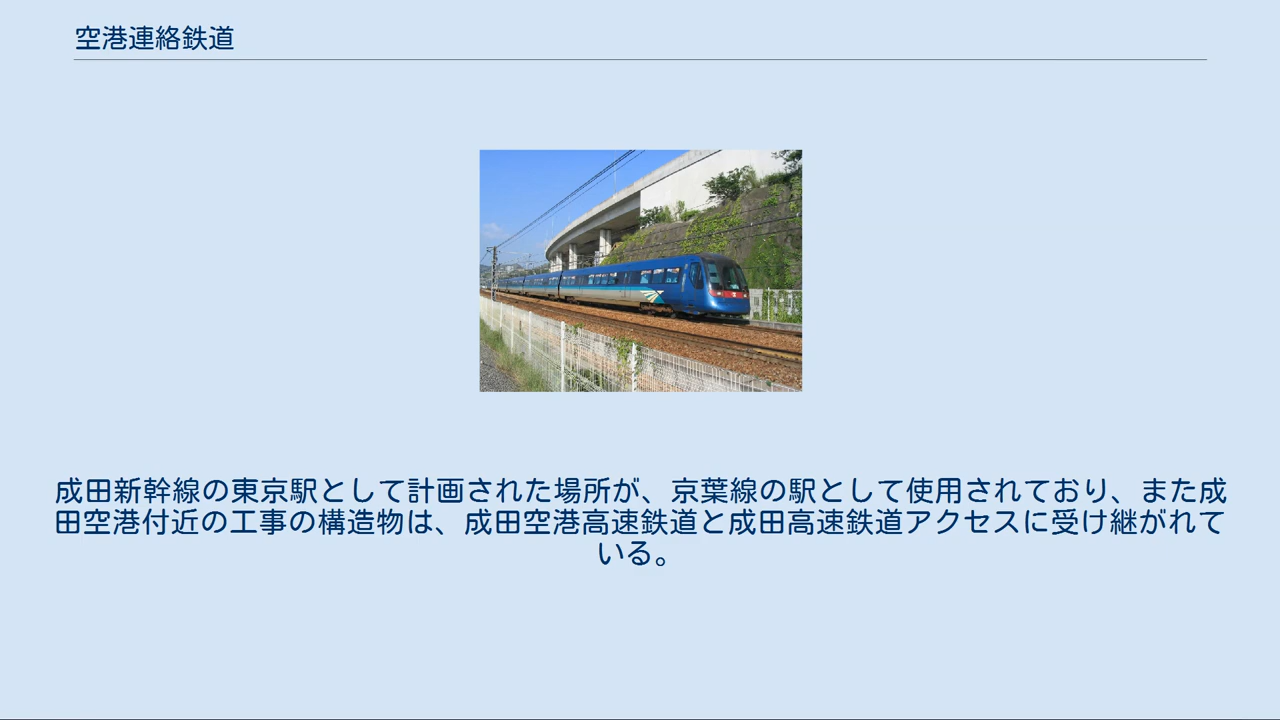 空港連絡鉄道
成田新幹線の東京駅として計画された場所が、京葉線の駅として使用されており、また成
田空港付近の工事の構造物は、成田空港高速鉄道と成田高速鉄道アクセスに受け継がれて
いる。